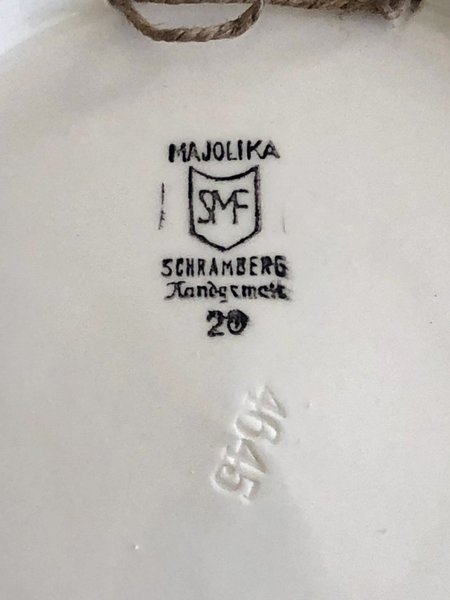 MAJOLIKA
SMF
SCHRAMBERG
Handgemalt
20
4645